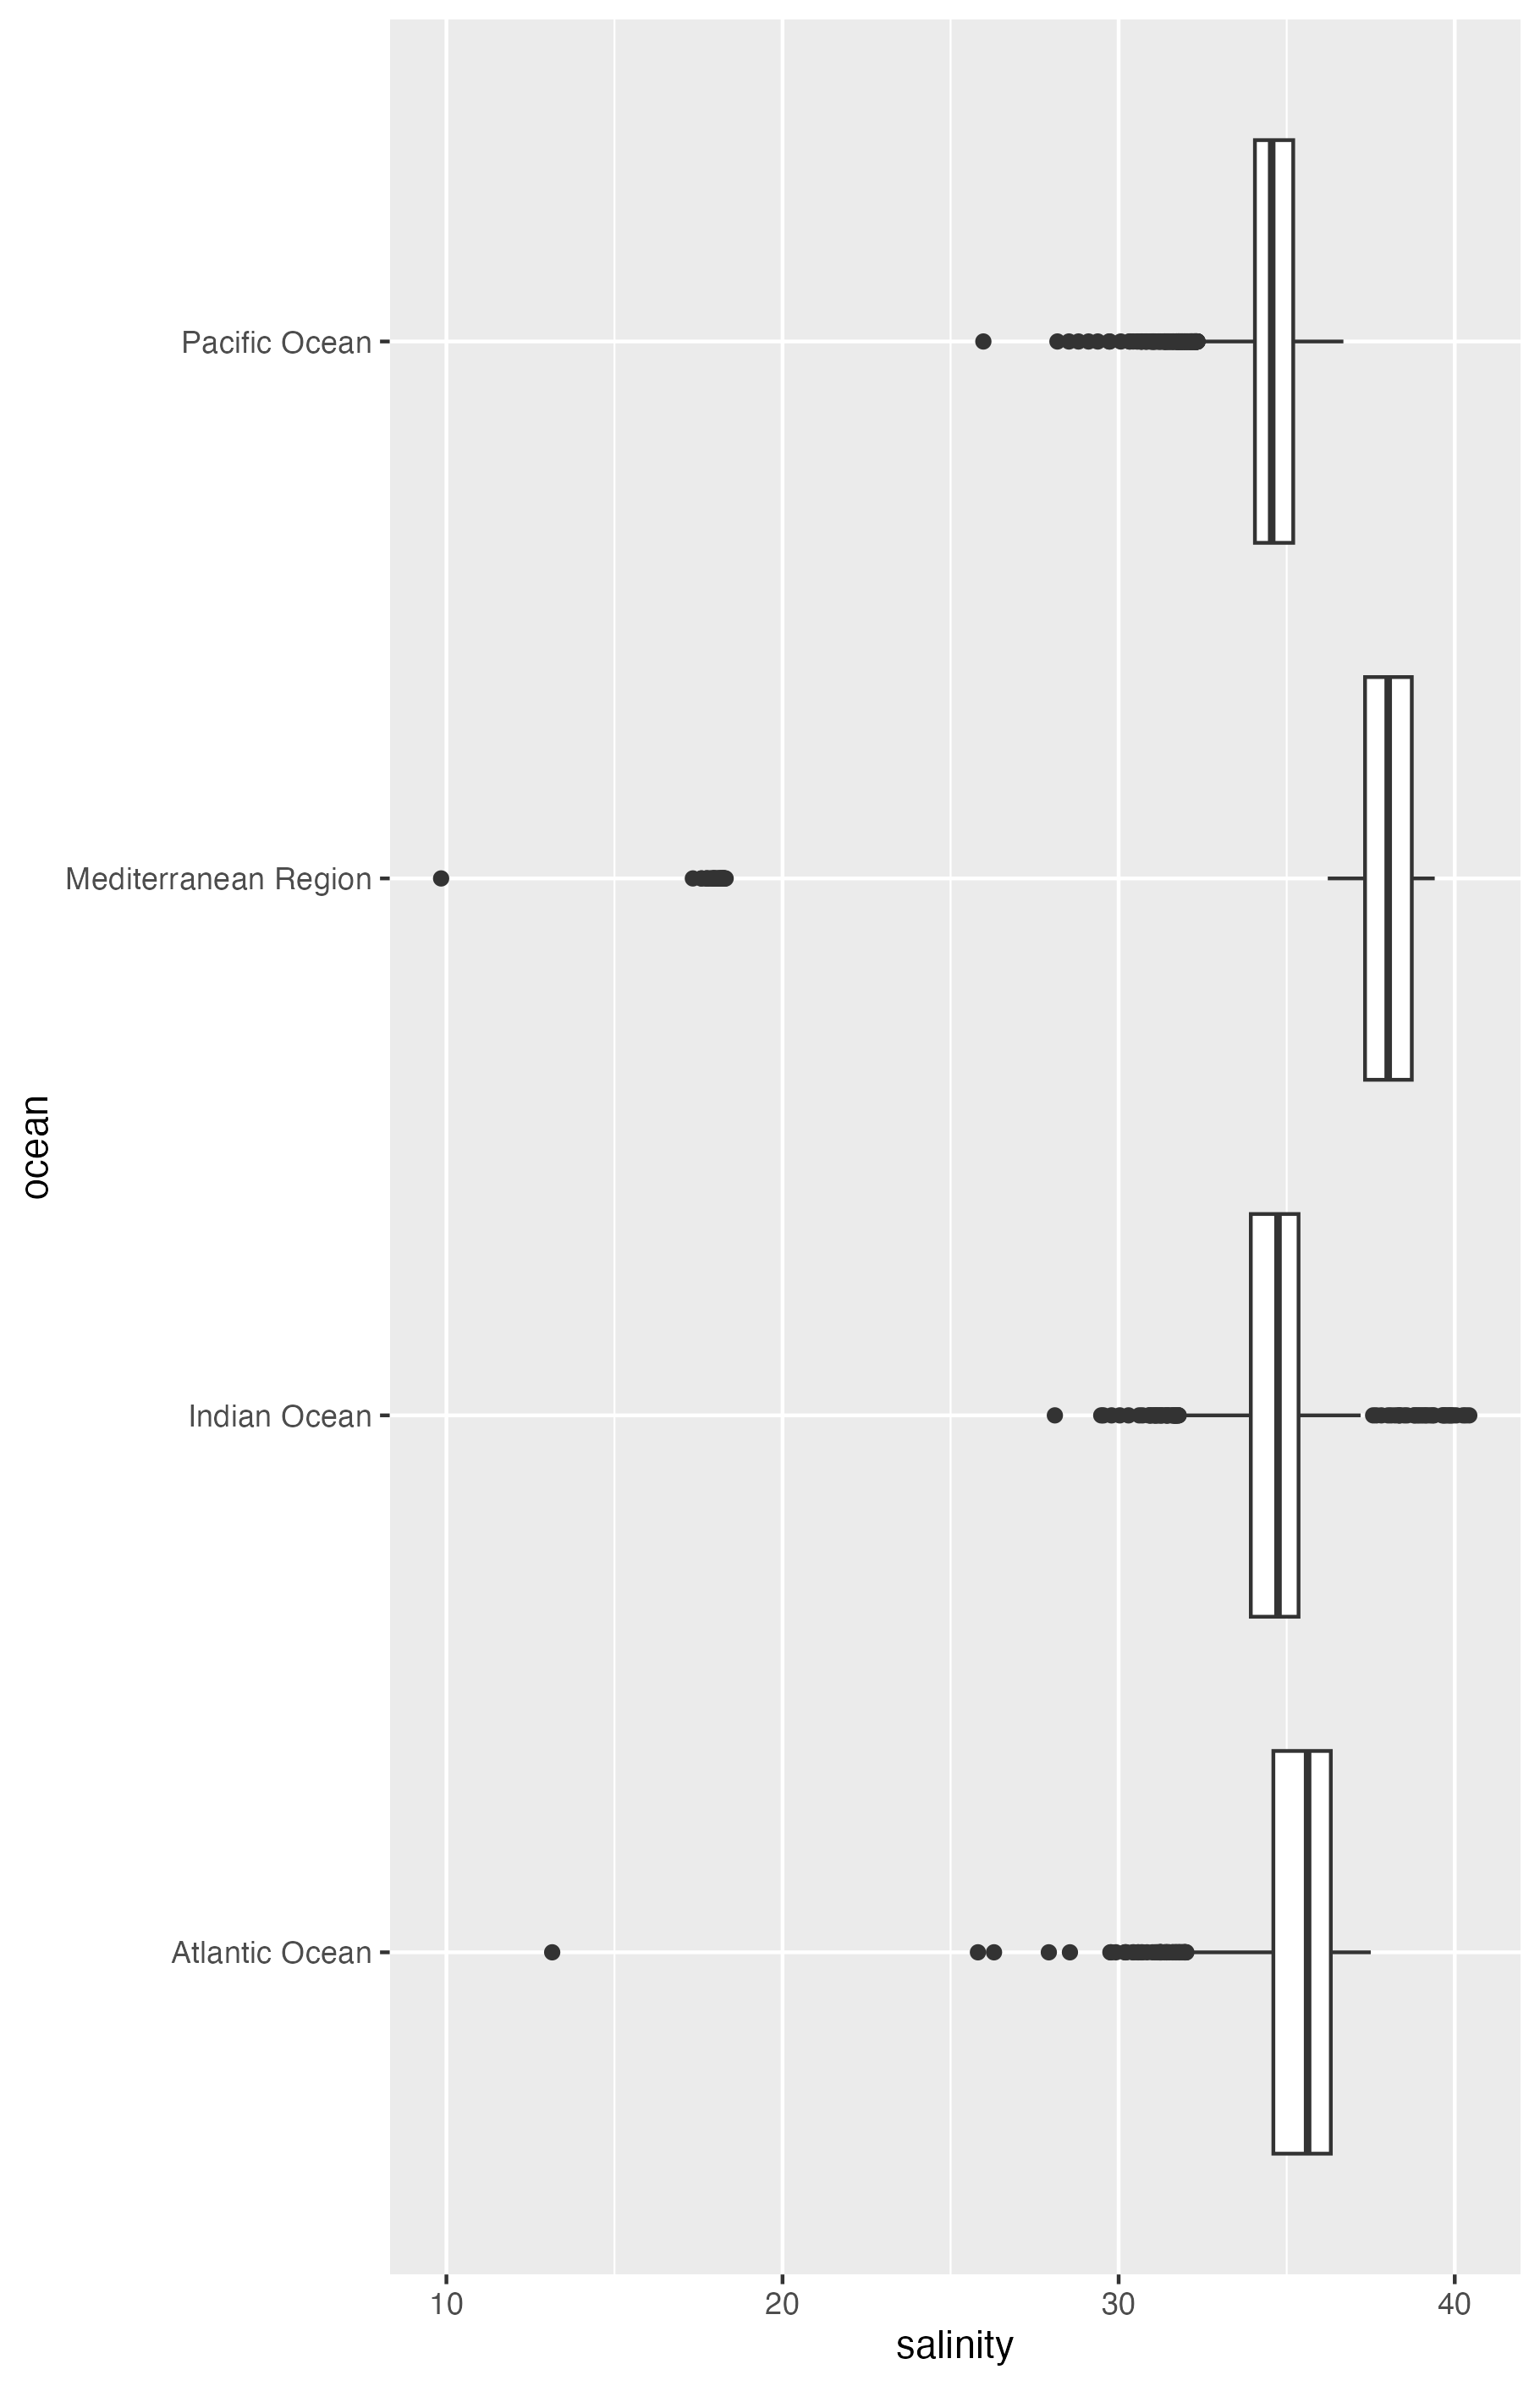 Pacific Ocean
Mediterranean Region
Indian Ocean
Atlantic Ocean
ocean
10 20 30 40
salinity